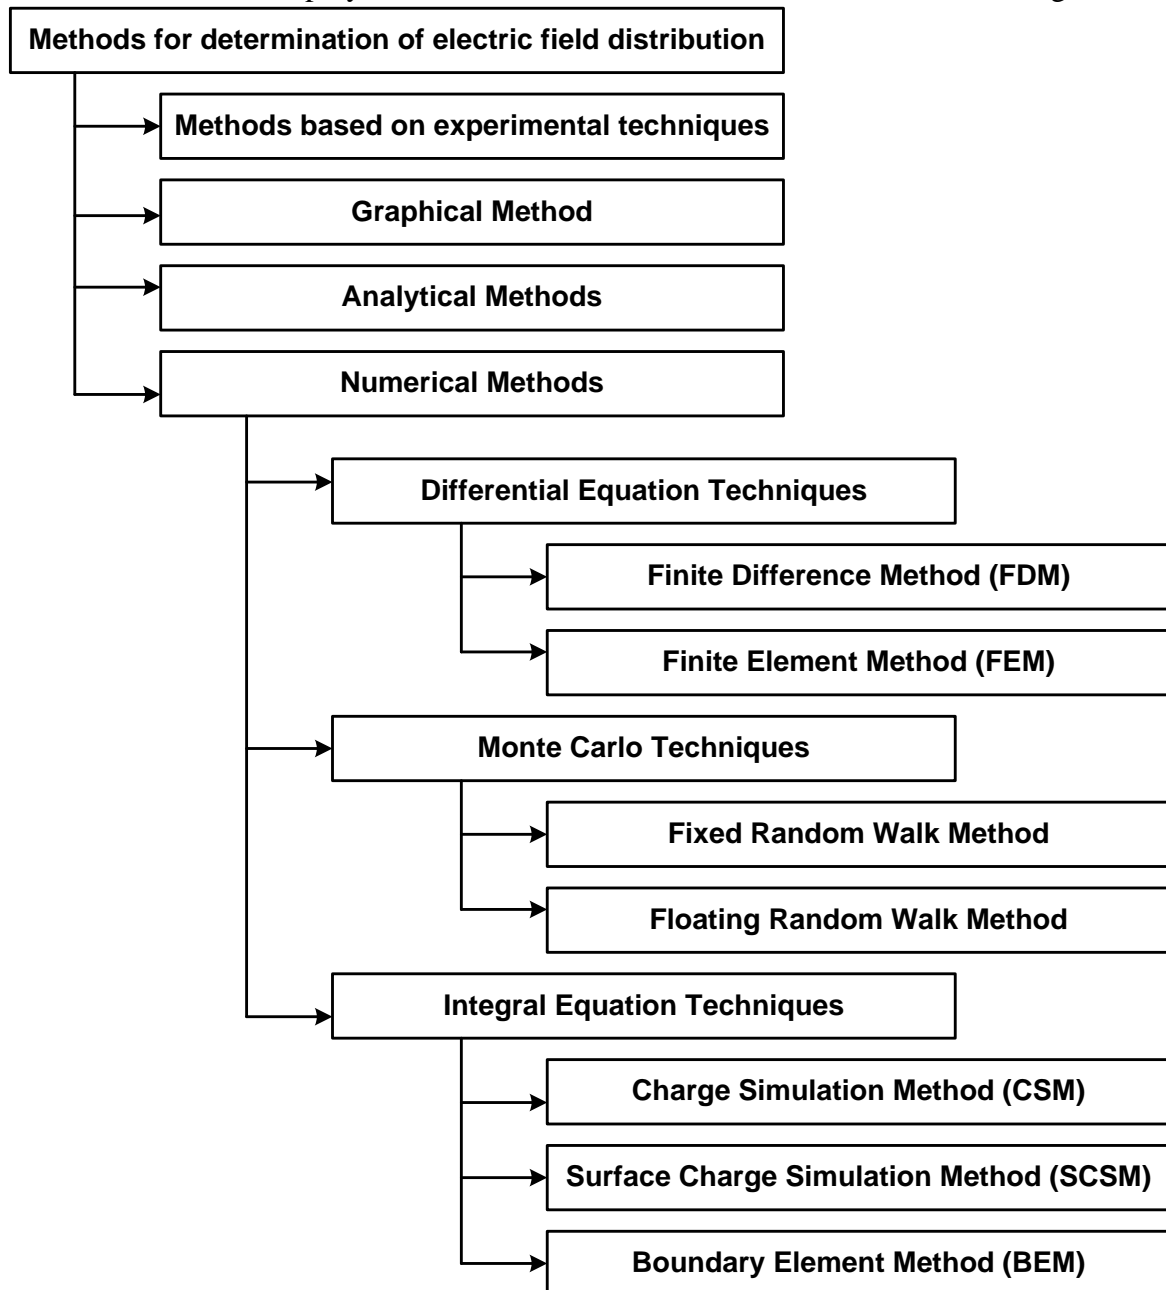 Methods for determination of electric field distribution
Methods based on experimental techniques
Graphical Method
Analytical Methods
Numerical Methods
Differential Equation Techniques
Finite Difference Method (FDM)
Finite Element Method (FEM)
Monte Carlo Techniques
Fixed Random Walk Method
Floating Random Walk Method
Integral Equation Techniques
Charge Simulation Method (CSM)
Surface Charge Simulation Method (SCSM)
Boundary Element Method (BEM)